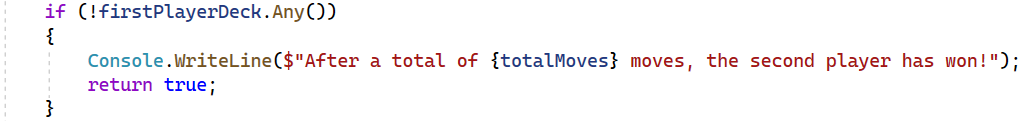 if (!firstPlayerDeck.Any())
{
    Console.WriteLine($"After a total of {totalMoves} moves, the second player has won!");
    return true;
}